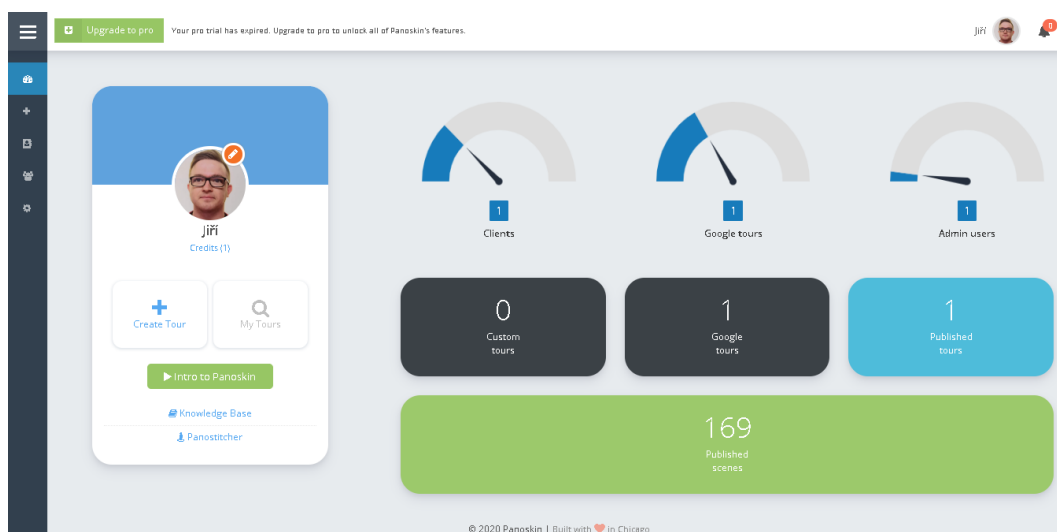 Upgrade to pro
Your pro trial has expired. Upgrade to pro to unlock all of Panoskin's features.
Jiří
0
Jiří
Credits (1)
Create Tour
My Tours
Intro to Panoskin
Knowledge Base
Panostitcher
1
Clients
1
Google tours
1
Admin users
0
Custom
tours
1
Google
tours
1
Published
tours
169
Published
scenes
© 2020 Panoskin | Built with ❤ in Chicago